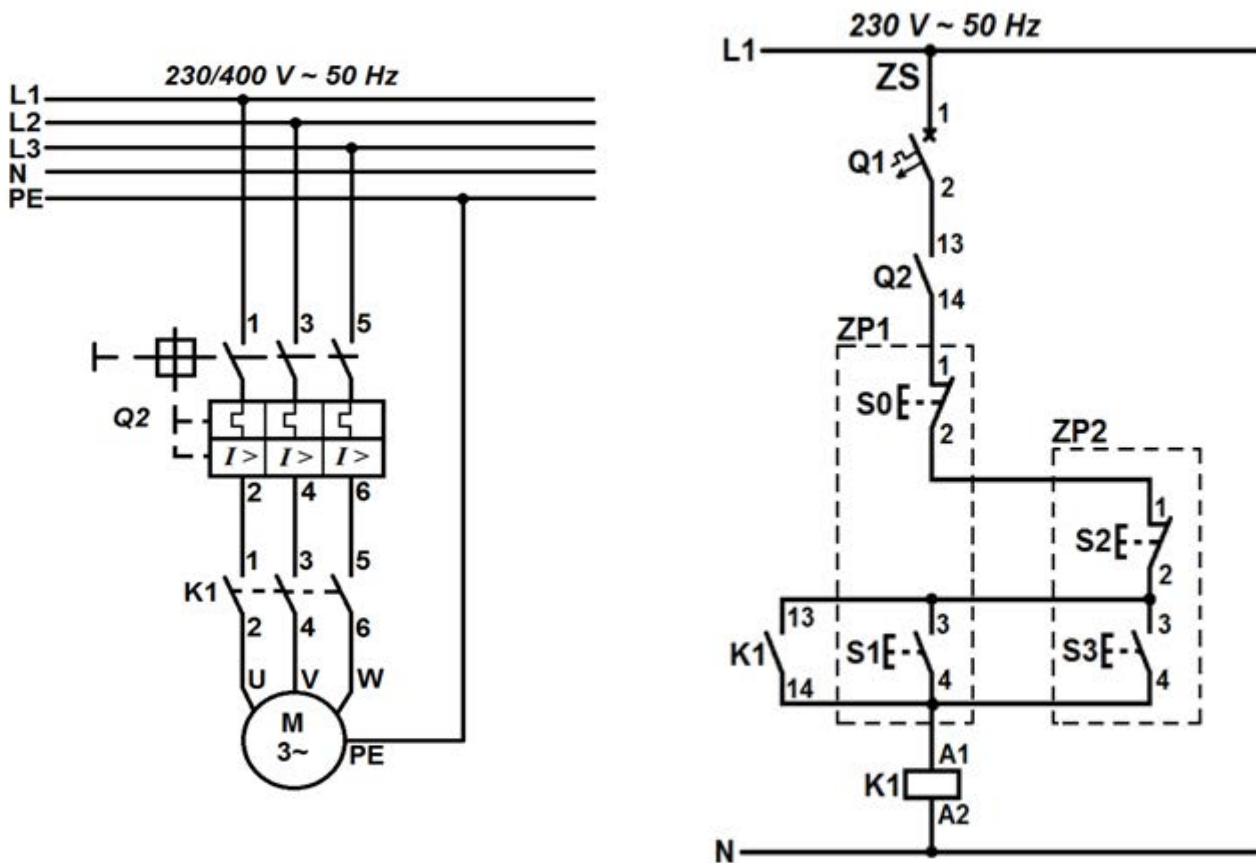 230/400 V ~ 50 Hz
L1
L2
L3
N
PE
1 3 5
Q2
I > I > I >
2 4 6
1 3 5
K1
2 4 6
U V W
M
3~
PE
230 V ~ 50 Hz
L1
ZS
1
Q1
2
13
Q2
14
ZP1
1
S0
2
ZP2
1
S2
2
13 3 3
K1 S1 S3
14 4 4
A1
K1
A2
N